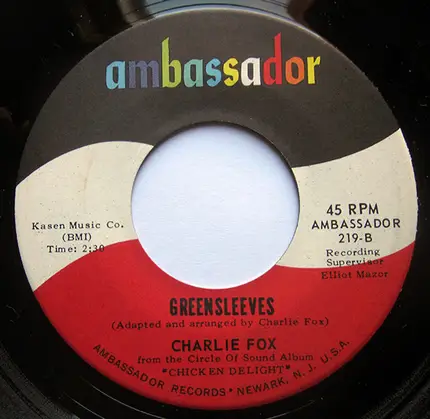 ambassador
Kasen Music Co.
(BMI)
Time: 2:30
45 RPM
AMBASSADOR
219-B
Recording
Supervisor
Elliot Mazor
GREENSLEEVES
(Adapted and arranged by Charlie Fox)
CHARLIE FOX
from the Circle Of Sound Album
"CHICKEN DELIGHT"
AMBASSADOR RECORDS • NEWARK, N. J. U.S.A.